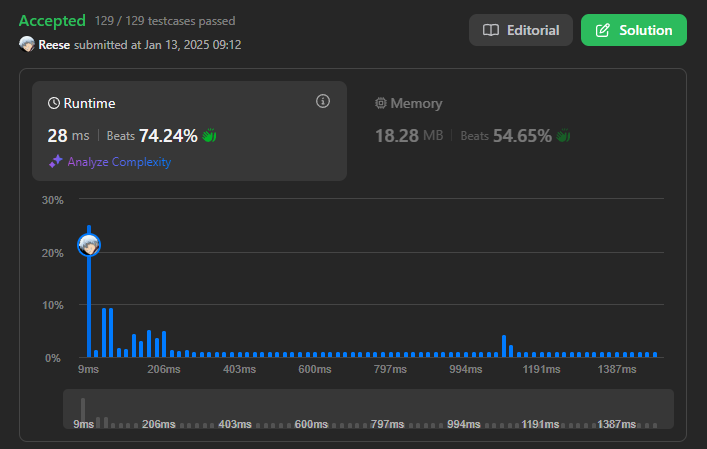 Accepted 129 / 129 testcases passed
Reese submitted at Jan 13, 2025 09:12
Editorial
Solution
Runtime
28 ms | Beats 74.24%
Analyze Complexity
Memory
18.28 MB | Beats 54.65%
30%
20%
10%
0%
9ms 206ms 403ms 600ms 797ms 994ms 1191ms 1387ms
9ms 206ms 403ms 600ms 797ms 994ms 1191ms 1387ms